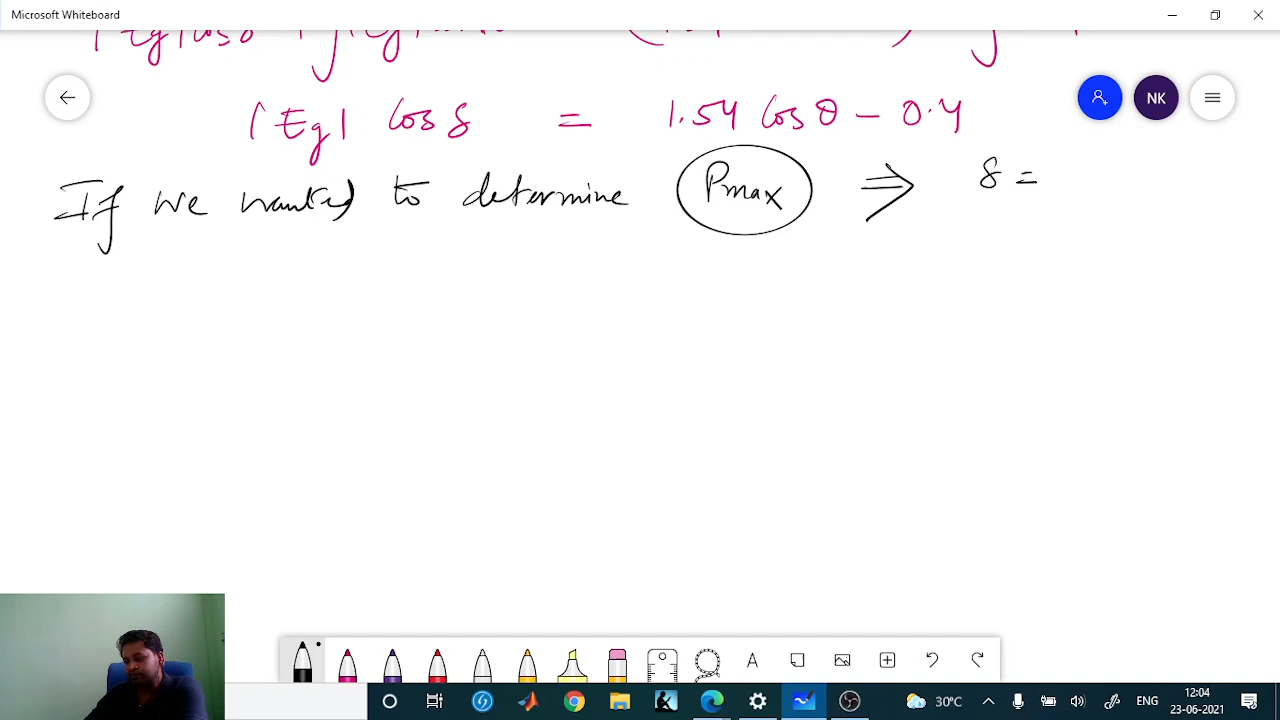 Microsoft Whiteboard
|Eg| cos δ = 1.54 cos θ - 0.4
NK
If we wanted to determine Pmax ⇒ δ =
A
30°C
ENG
12:04
23-06-2021